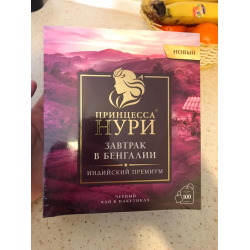 НОВЫЙ
ПРИНЦЕССА
НУРИ
ЗАВТРАК
В БЕНГАЛИИ
ИНДИЙСКИЙ ПРЕМИУМ
ЧЕРНЫЙ
ЧАЙ В ПАКЕТИКАХ
100